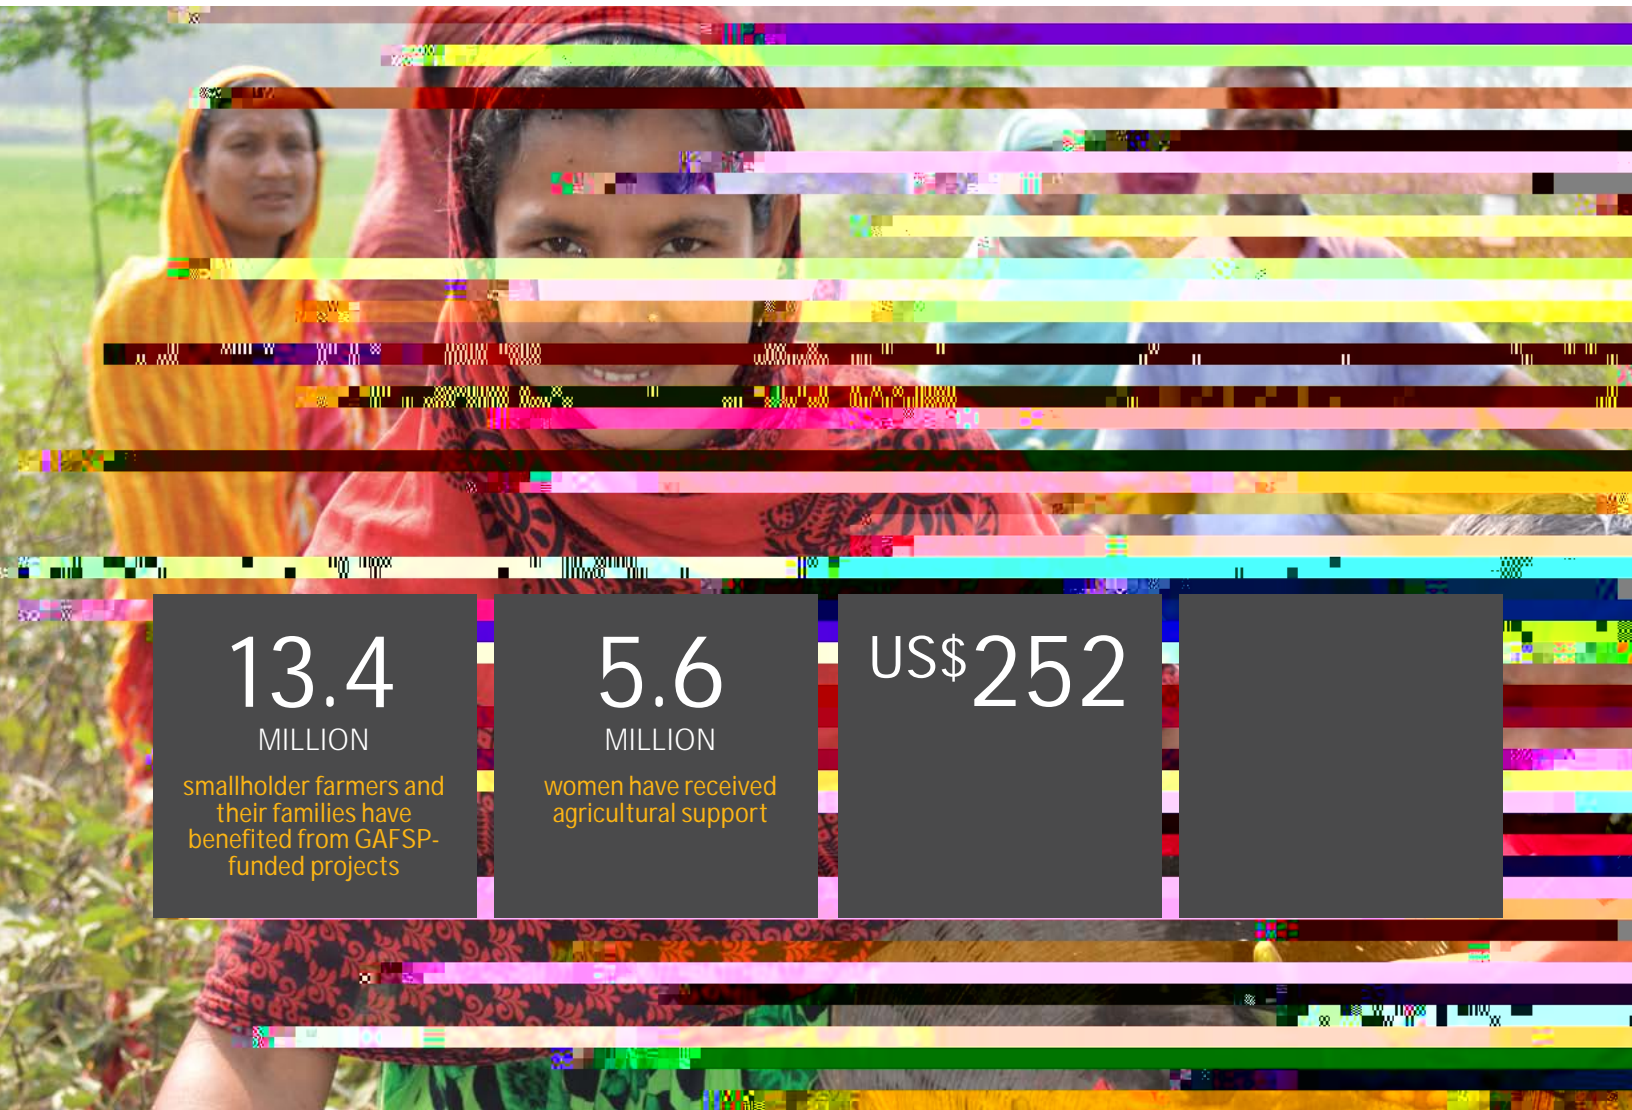 13.4
MILLION
smallholder farmers and
their families have
benefited from GAFSP-
funded projects
5.6
MILLION
women have received
agricultural support
US$252